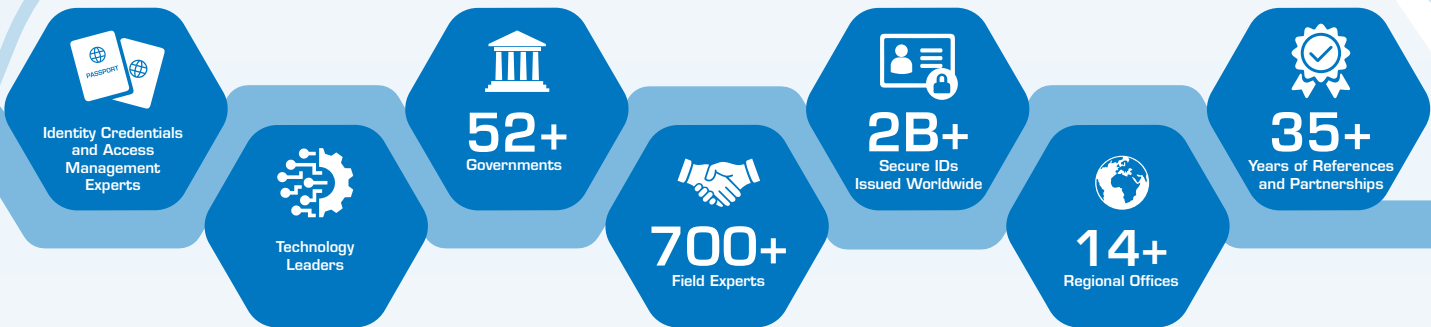 PASSPORT
Identity Credentials
and Access
Management
Experts
Technology
Leaders
52+
Governments
700+
Field Experts
2B+
Secure IDs
Issued Worldwide
14+
Regional Offices
35+
Years of References
and Partnerships